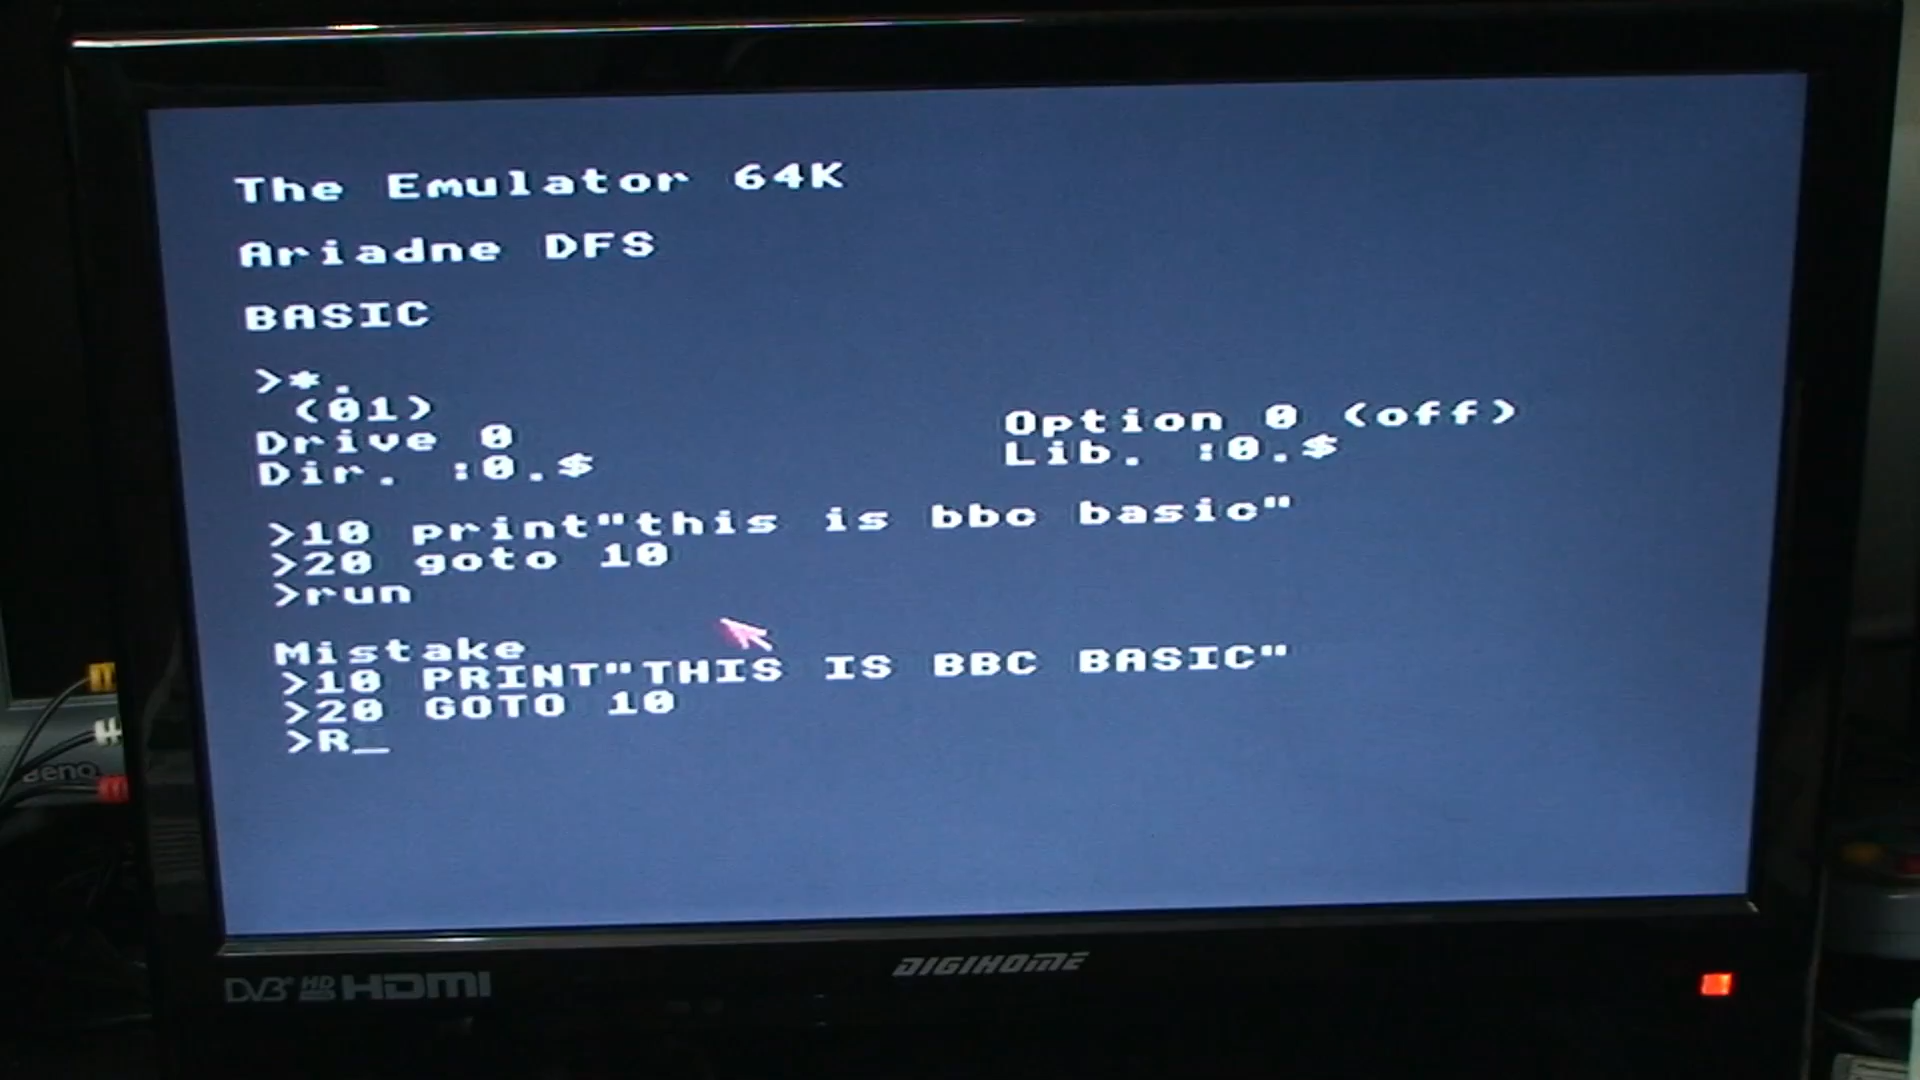 The Emulator 64K
Ariadne DFS
BASIC
>*.
(01)
Drive 0 Option 0 (off)
Dir. :0.$ Lib. :0.$
>10 print"this is bbc basic"
>20 goto 10
>run
Mistake
>10 PRINT"THIS IS BBC BASIC"
>20 GOTO 10
>R_
BenQ
DVB HD HDMI
DIGIHOME